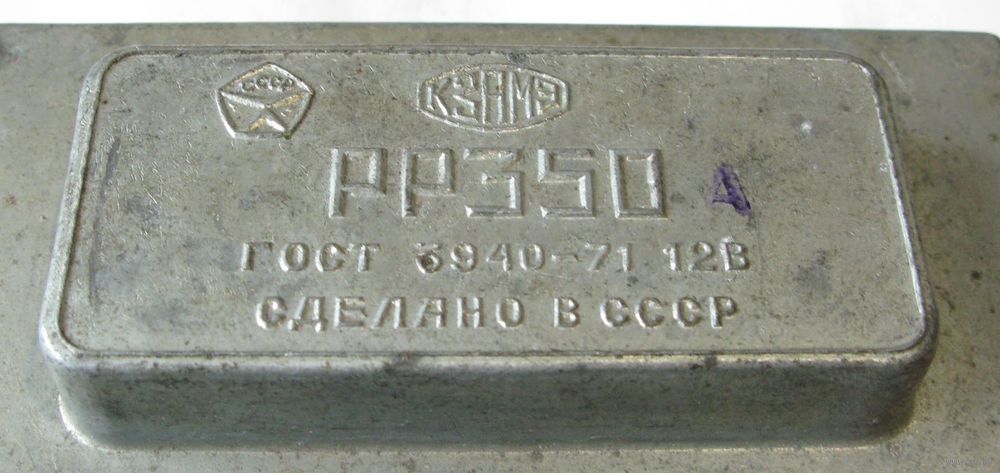 СССР
КЗАМЭ
РР350 А
ГОСТ 3940-71 12В
СДЕЛАНО В СССР